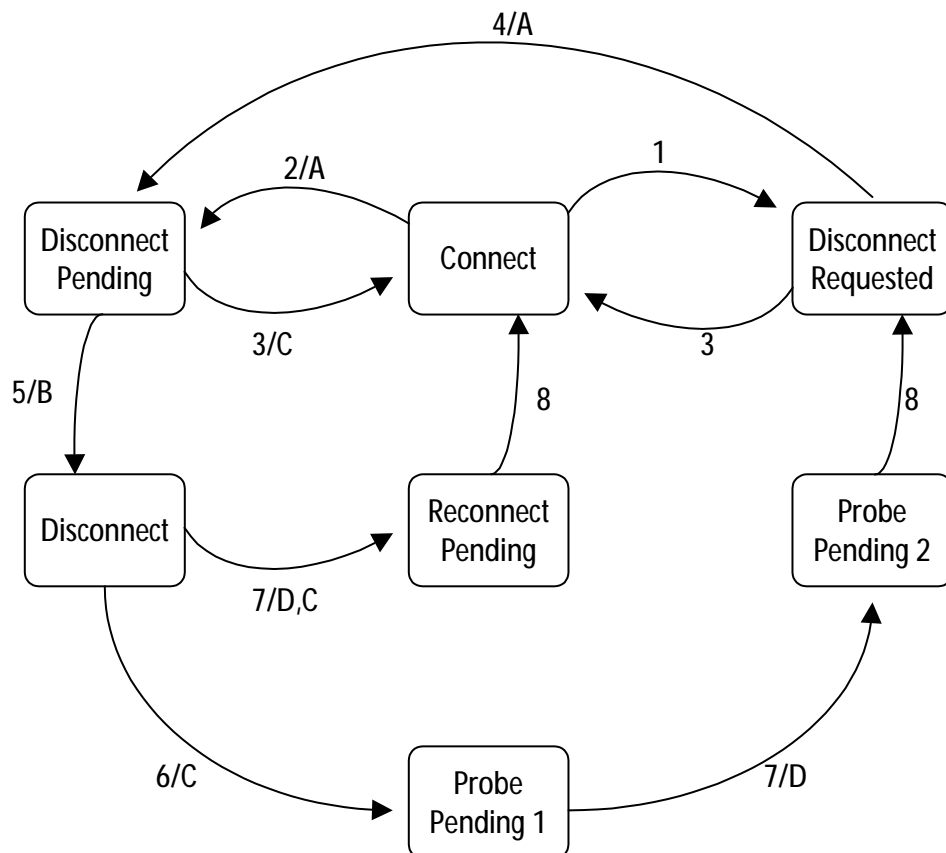 4/A
2/A
1
Disconnect
Pending
Connect
Disconnect
Requested
3/C
3
5/B
8
8
Disconnect
Reconnect
Pending
Probe
Pending 2
7/D,C
6/C
Probe
Pending 1
7/D